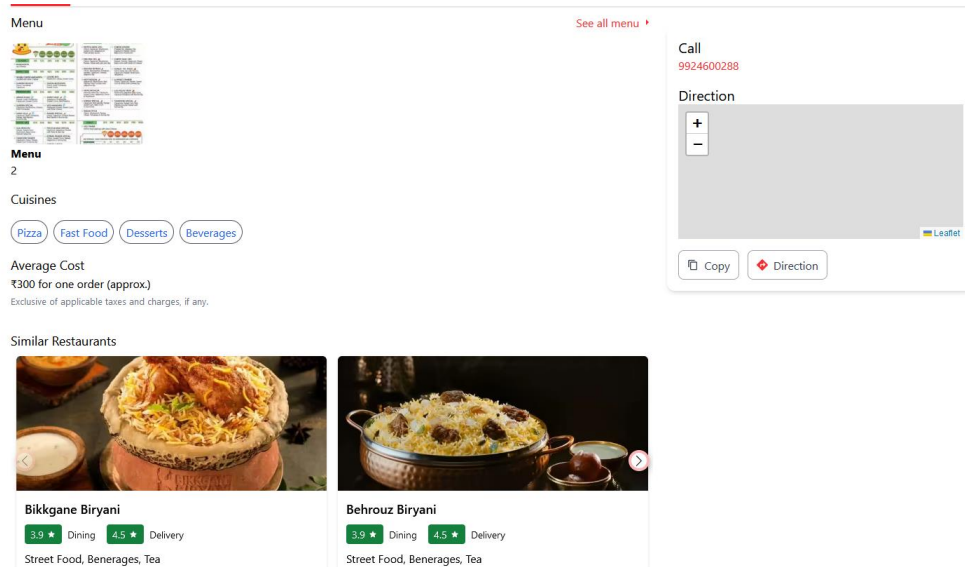 Menu
See all menu
Menu
2
Cuisines
Pizza
Fast Food
Desserts
Beverages
Average Cost
₹300 for one order (approx.)
Exclusive of applicable taxes and charges, if any.
Similar Restaurants
Bikkgane Biryani
3.9 ★ Dining 4.5 ★ Delivery
Street Food, Benerages, Tea
Behrouz Biryani
3.9 ★ Dining 4.5 ★ Delivery
Street Food, Benerages, Tea
Call
9924600288
Direction
+
−
Leaflet
Copy
Direction